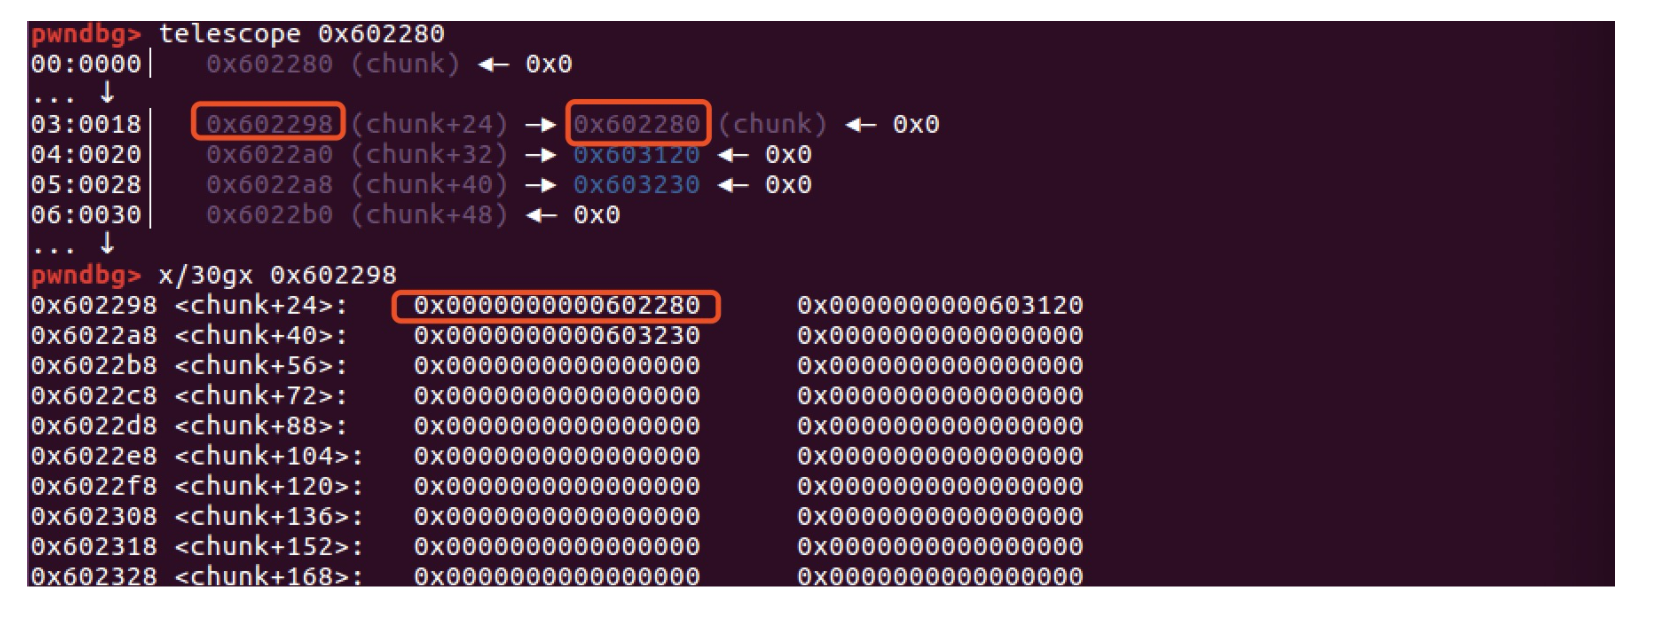 pwndbg> telescope 0x602280
00:0000│ 0x602280 (chunk) ◂— 0x0
... ↓
03:0018│ 0x602298 (chunk+24) —▸ 0x602280 (chunk) ◂— 0x0
04:0020│ 0x6022a0 (chunk+32) —▸ 0x603120 ◂— 0x0
05:0028│ 0x6022a8 (chunk+40) —▸ 0x603230 ◂— 0x0
06:0030│ 0x6022b0 (chunk+48) ◂— 0x0
... ↓
pwndbg> x/30gx 0x602298
0x602298 <chunk+24>: 0x0000000000602280 0x0000000000603120
0x6022a8 <chunk+40>: 0x0000000000603230 0x0000000000000000
0x6022b8 <chunk+56>: 0x0000000000000000 0x0000000000000000
0x6022c8 <chunk+72>: 0x0000000000000000 0x0000000000000000
0x6022d8 <chunk+88>: 0x0000000000000000 0x0000000000000000
0x6022e8 <chunk+104>: 0x0000000000000000 0x0000000000000000
0x6022f8 <chunk+120>: 0x0000000000000000 0x0000000000000000
0x602308 <chunk+136>: 0x0000000000000000 0x0000000000000000
0x602318 <chunk+152>: 0x0000000000000000 0x0000000000000000
0x602328 <chunk+168>: 0x0000000000000000 0x0000000000000000